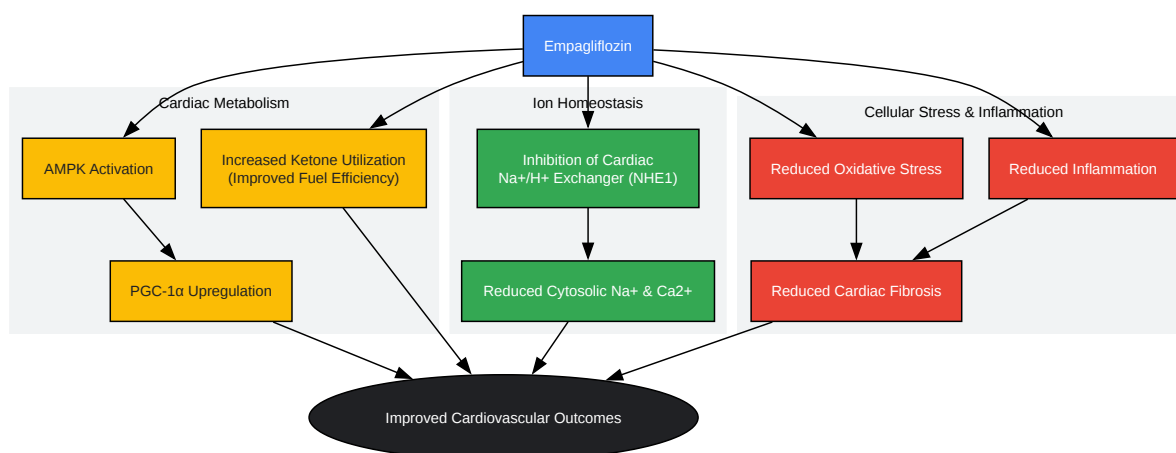 Empagliflozin
Cardiac Metabolism
Ion Homeostasis
Cellular Stress & Inflammation
AMPK Activation
Increased Ketone Utilization
(Improved Fuel Efficiency)
Inhibition of Cardiac
Na+/H+ Exchanger (NHE1)
Reduced Oxidative Stress
Reduced Inflammation
PGC-1α Upregulation
Reduced Cytosolic Na+ & Ca2+
Reduced Cardiac Fibrosis
Improved Cardiovascular Outcomes